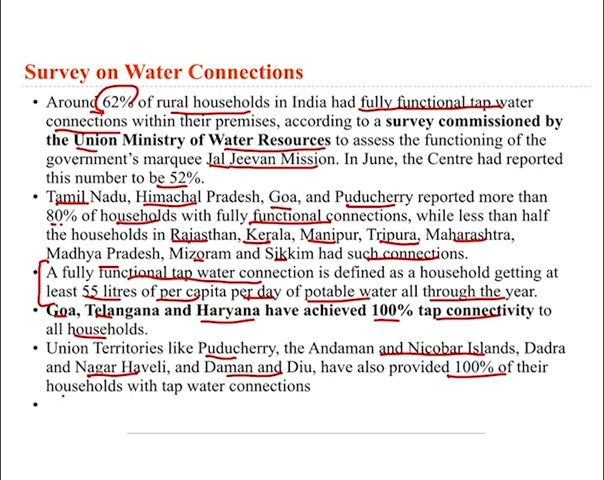 Survey on Water Connections
• Around 62% of rural households in India had fully functional tap water
connections within their premises, according to a survey commissioned by
the Union Ministry of Water Resources to assess the functioning of the
government's marquee Jal Jeevan Mission. In June, the Centre had reported
this number to be 52%.
• Tamil Nadu, Himachal Pradesh, Goa, and Puducherry reported more than
80% of households with fully functional connections, while less than half
the households in Rajasthan, Kerala, Manipur, Tripura, Maharashtra,
Madhya Pradesh, Mizoram and Sikkim had such connections.
• A fully functional tap water connection is defined as a household getting at
least 55 litres of per capita per day of potable water all through the year.
• Goa, Telangana and Haryana have achieved 100% tap connectivity to
all households.
• Union Territories like Puducherry, the Andaman and Nicobar Islands, Dadra
and Nagar Haveli, and Daman and Diu, have also provided 100% of their
households with tap water connections
•